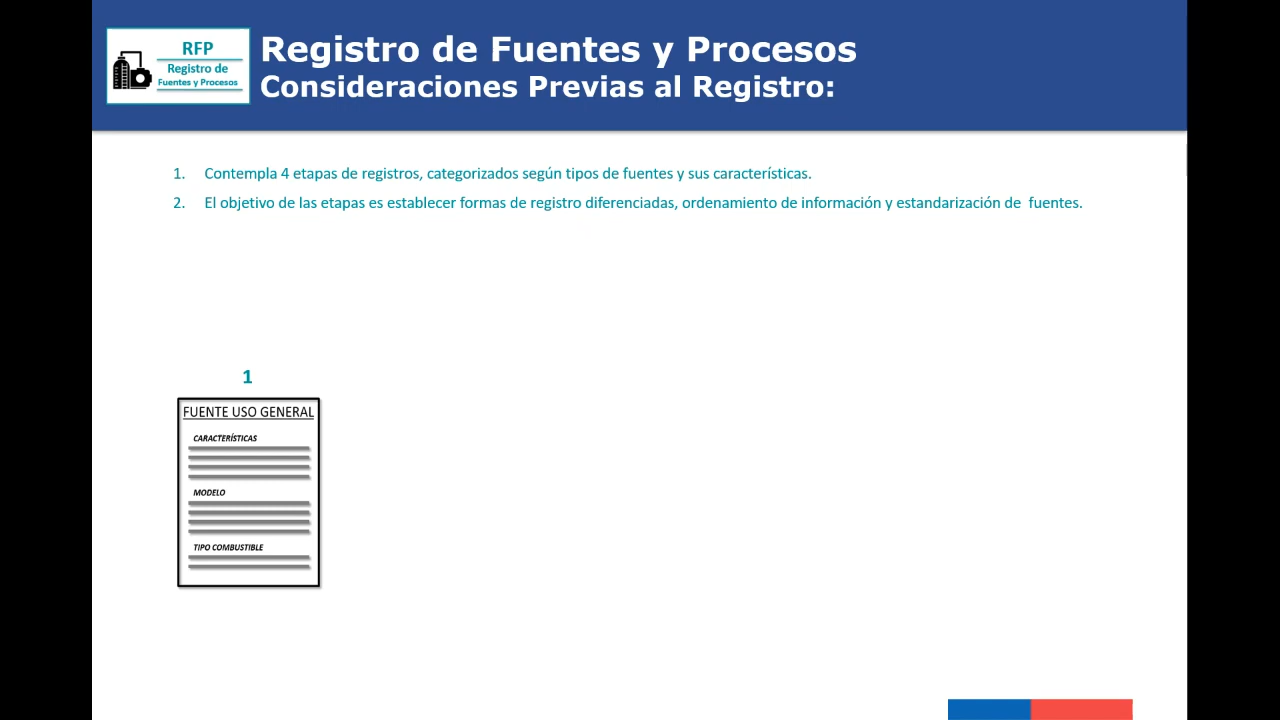 RFP
Registro de
Fuentes y Procesos
Registro de Fuentes y Procesos
Consideraciones Previas al Registro:
1. Contempla 4 etapas de registros, categorizados según tipos de fuentes y sus características.
2. El objetivo de las etapas es establecer formas de registro diferenciadas, ordenamiento de información y estandarización de fuentes.
1
FUENTE USO GENERAL
CARACTERÍSTICAS
MODELO
TIPO COMBUSTIBLE